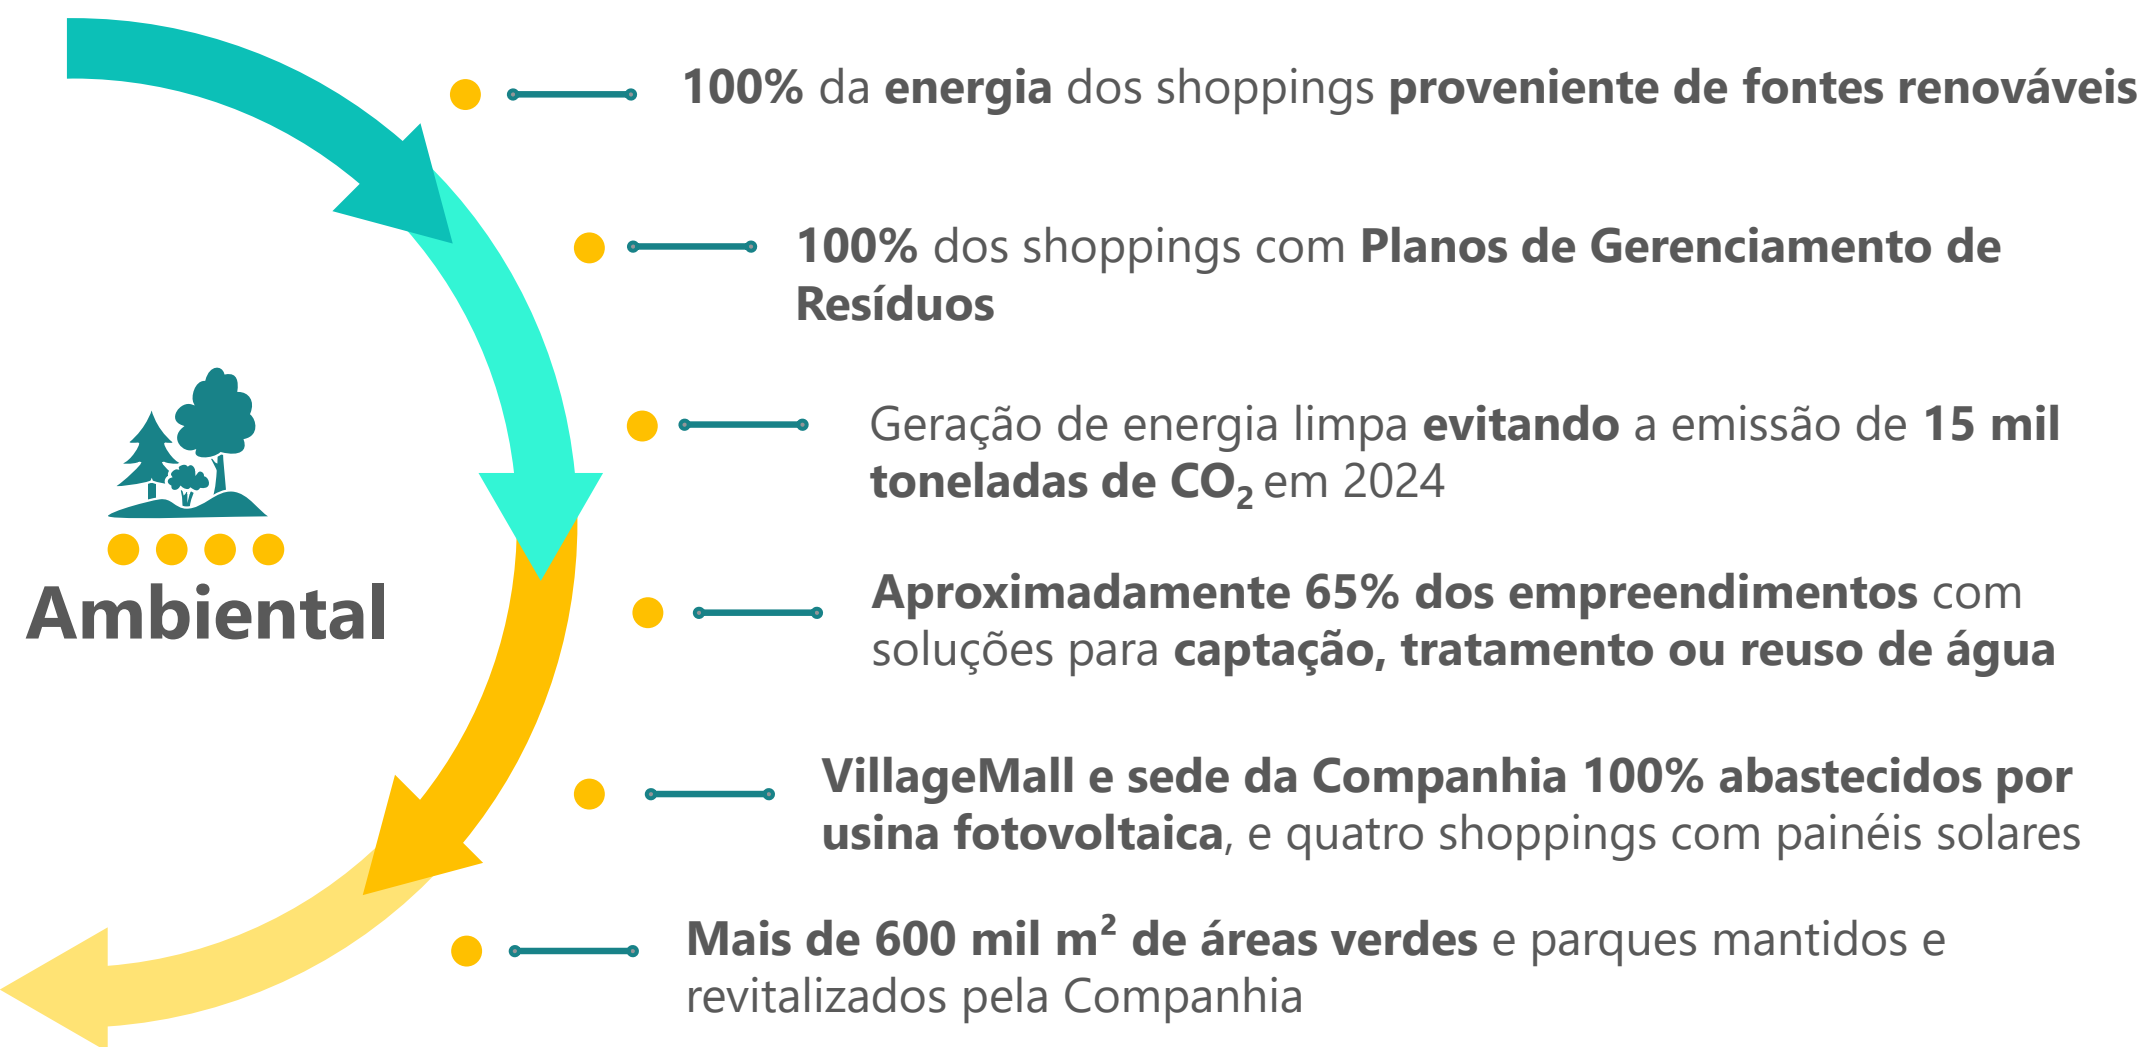 100% da energia dos shoppings proveniente de fontes renováveis
100% dos shoppings com Planos de Gerenciamento de
Resíduos
Geração de energia limpa evitando a emissão de 15 mil
toneladas de CO₂ em 2024
Ambiental
Aproximadamente 65% dos empreendimentos com
soluções para captação, tratamento ou reuso de água
VillageMall e sede da Companhia 100% abastecidos por
usina fotovoltaica, e quatro shoppings com painéis solares
Mais de 600 mil m² de áreas verdes e parques mantidos e
revitalizados pela Companhia